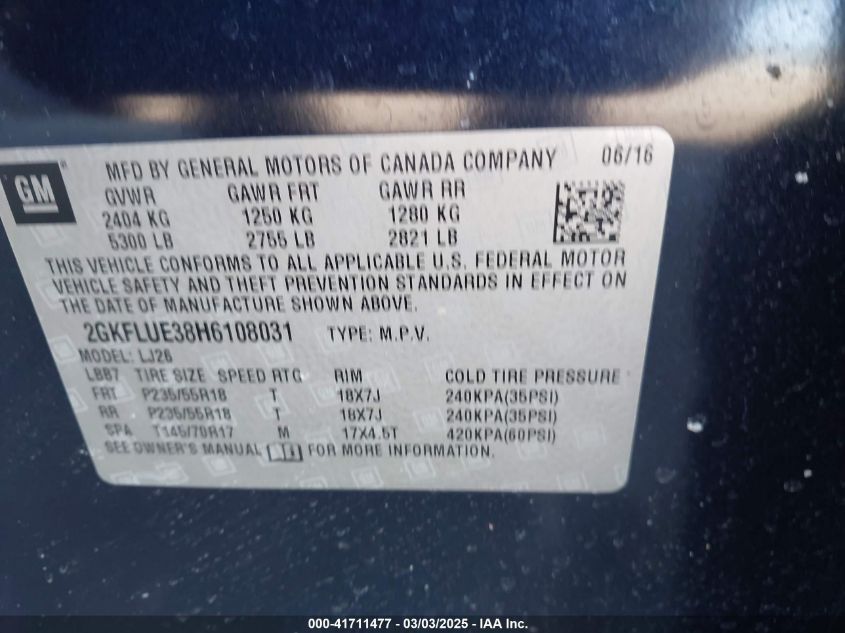 GM
MFD BY GENERAL MOTORS OF CANADA COMPANY 06/16
GVWR GAWR FRT GAWR RR
2404 KG 1250 KG 1280 KG
5300 LB 2755 LB 2821 LB
THIS VEHICLE CONFORMS TO ALL APPLICABLE U.S. FEDERAL MOTOR
VEHICLE SAFETY AND THEFT PREVENTION STANDARDS IN EFFECT ON
THE DATE OF MANUFACTURE SHOWN ABOVE.
2GKFLUE38H6108031 TYPE: M.P.V.
MODEL: LJ26
L8B7 TIRE SIZE SPEED RTG RIM COLD TIRE PRESSURE
FRT P235/55R18 T 18X7J 240KPA(35PSI)
RR P235/55R18 T 18X7J 240KPA(35PSI)
SPA T145/70R17 M 17X4.5T 420KPA(60PSI)
SEE OWNER'S MANUAL FOR MORE INFORMATION.
000-41711477 - 03/03/2025 - IAA Inc.